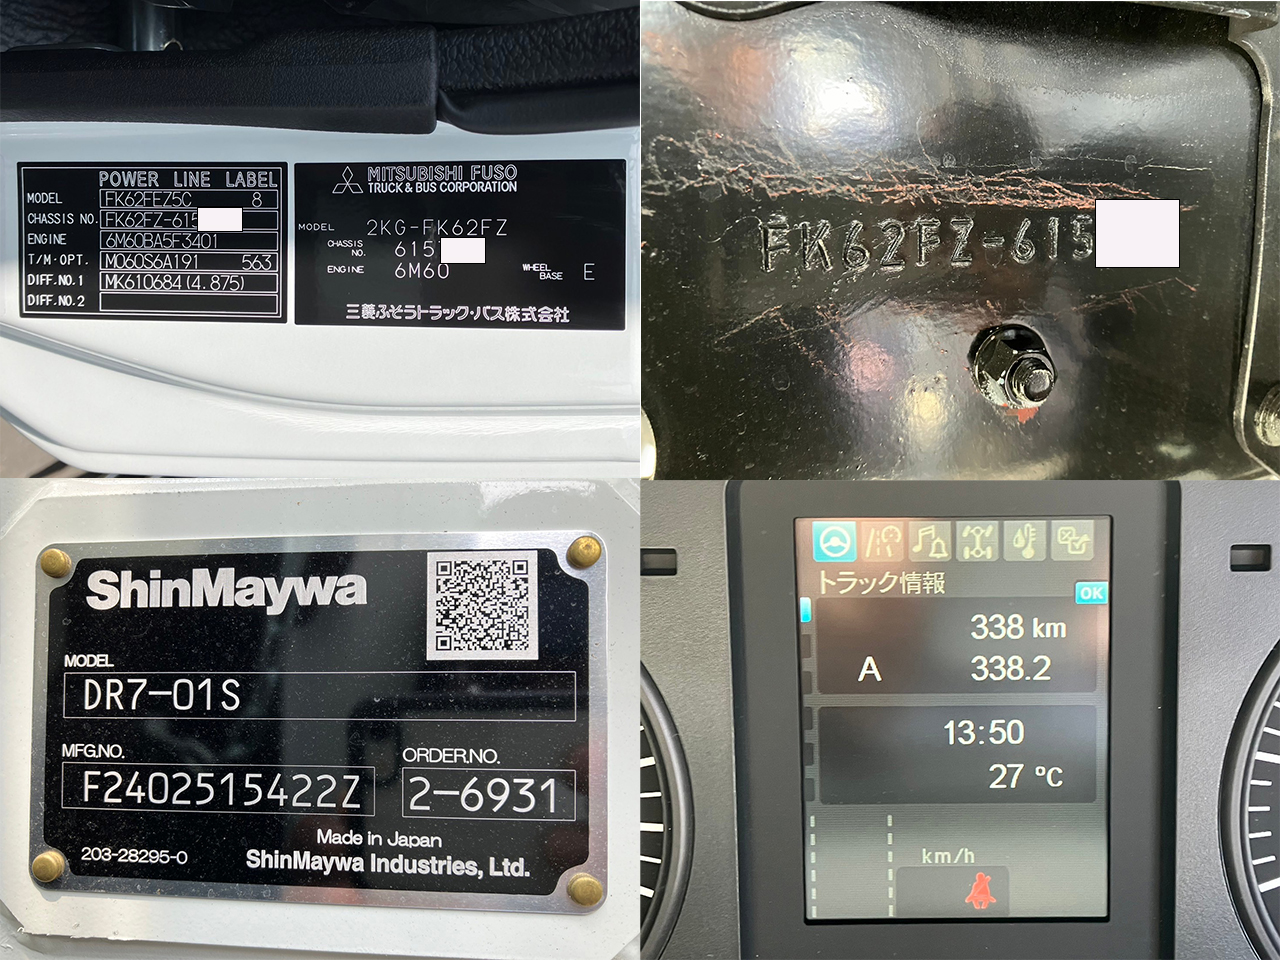 POWER LINE LABEL
MODEL FK62FEZ5C 8
CHASSIS NO. FK62FZ-615
ENGINE 6M60BA5F3401
T/M・OPT. M060S6A191 563
DIFF.NO.1 MK610684(4.875)
DIFF.NO.2
MITSUBISHI FUSO
TRUCK & BUS CORPORATION
MODEL 2KG-FK62FZ
CHASSIS NO. 615
ENGINE 6M60 WHEEL BASE E
三菱ふそうトラック・バス株式会社
FK62FZ-615
ShinMaywa
MODEL
DR7-01S
MFG.NO. ORDER.NO.
F2402515422Z 2-6931
Made in Japan
203-28295-0 ShinMaywa Industries, Ltd.
トラック情報
OK
338 km
A 338.2
13:50
27 ℃
km/h